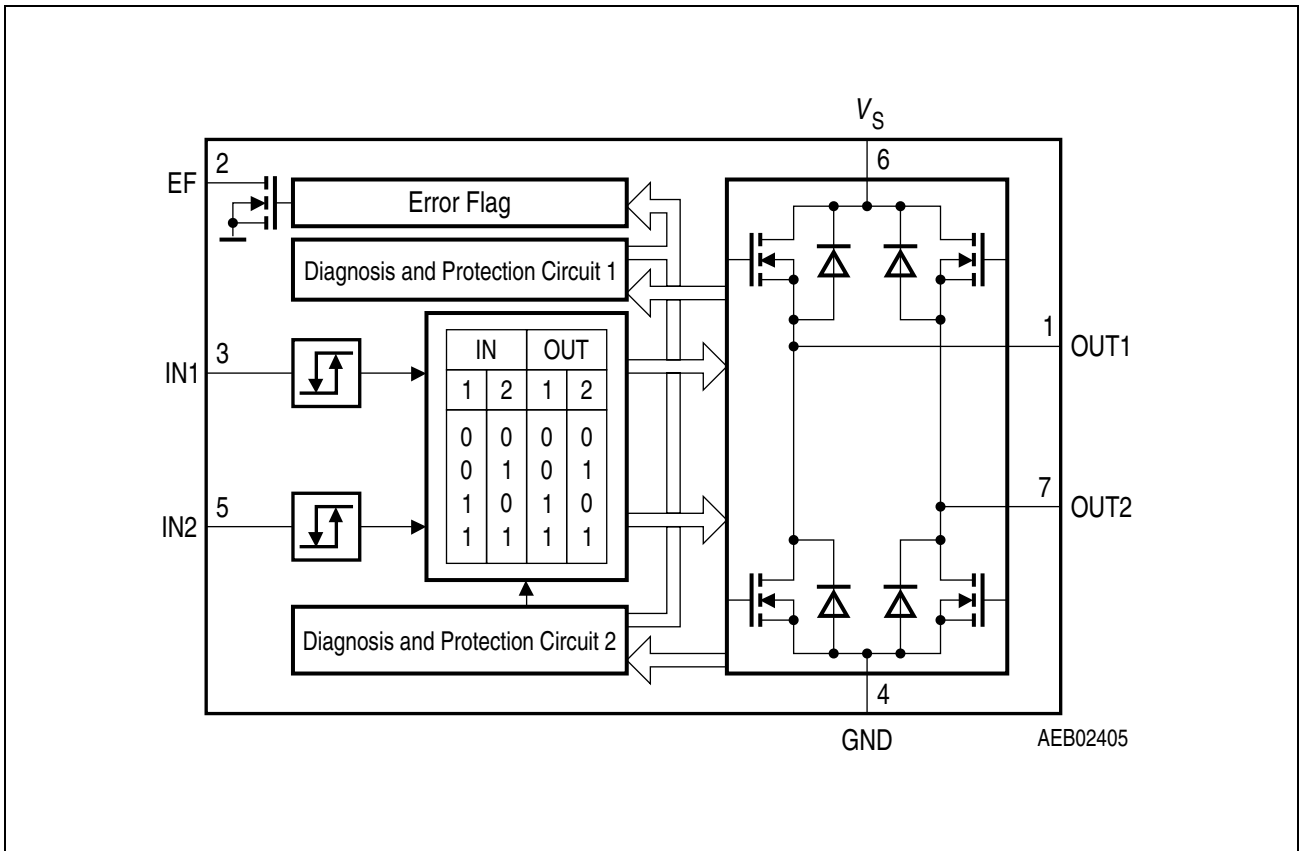 V_S
6
2
EF
Error Flag
Diagnosis and Protection Circuit 1
3
IN1
IN OUT
1 2 1 2
0 0 0 0
0 1 0 1
1 0 1 0
1 1 1 1
5
IN2
Diagnosis and Protection Circuit 2
1
OUT1
7
OUT2
4
GND
AEB02405